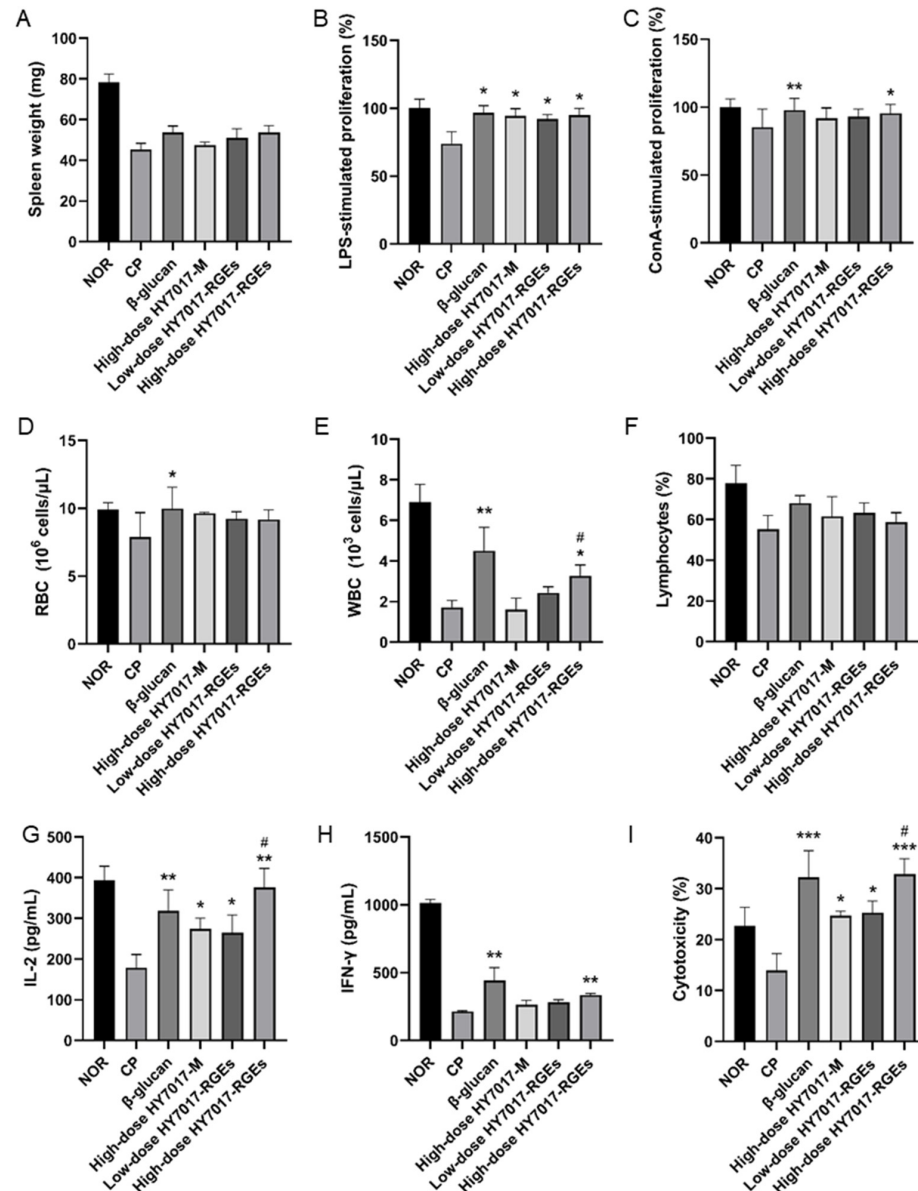 A
Spleen weight (mg)
100
80
60
40
20
0
NOR
CP
β-glucan
High-dose HY7017-M
Low-dose HY7017-RGEs
High-dose HY7017-RGEs
B
LPS-stimulated proliferation (%)
150
100
50
0
*
*
*
*
NOR
CP
β-glucan
High-dose HY7017-M
Low-dose HY7017-RGEs
High-dose HY7017-RGEs
C
ConA-stimulated proliferation (%)
150
100
50
0
**
*
NOR
CP
β-glucan
High-dose HY7017-M
Low-dose HY7017-RGEs
High-dose HY7017-RGEs
D
RBC (10⁶ cells/μL)
15
10
5
0
*
NOR
CP
β-glucan
High-dose HY7017-M
Low-dose HY7017-RGEs
High-dose HY7017-RGEs
E
WBC (10³ cells/μL)
10
8
6
4
2
0
**
#
*
NOR
CP
β-glucan
High-dose HY7017-M
Low-dose HY7017-RGEs
High-dose HY7017-RGEs
F
Lymphocytes (%)
100
80
60
40
20
0
NOR
CP
β-glucan
High-dose HY7017-M
Low-dose HY7017-RGEs
High-dose HY7017-RGEs
G
IL-2 (pg/mL)
500
400
300
200
100
0
**
*
*
#
**
NOR
CP
β-glucan
High-dose HY7017-M
Low-dose HY7017-RGEs
High-dose HY7017-RGEs
H
IFN-γ (pg/mL)
1500
1000
500
0
**
**
NOR
CP
β-glucan
High-dose HY7017-M
Low-dose HY7017-RGEs
High-dose HY7017-RGEs
I
Cytotoxicity (%)
40
30
20
10
0
***
*
*
#
***
NOR
CP
β-glucan
High-dose HY7017-M
Low-dose HY7017-RGEs
High-dose HY7017-RGEs